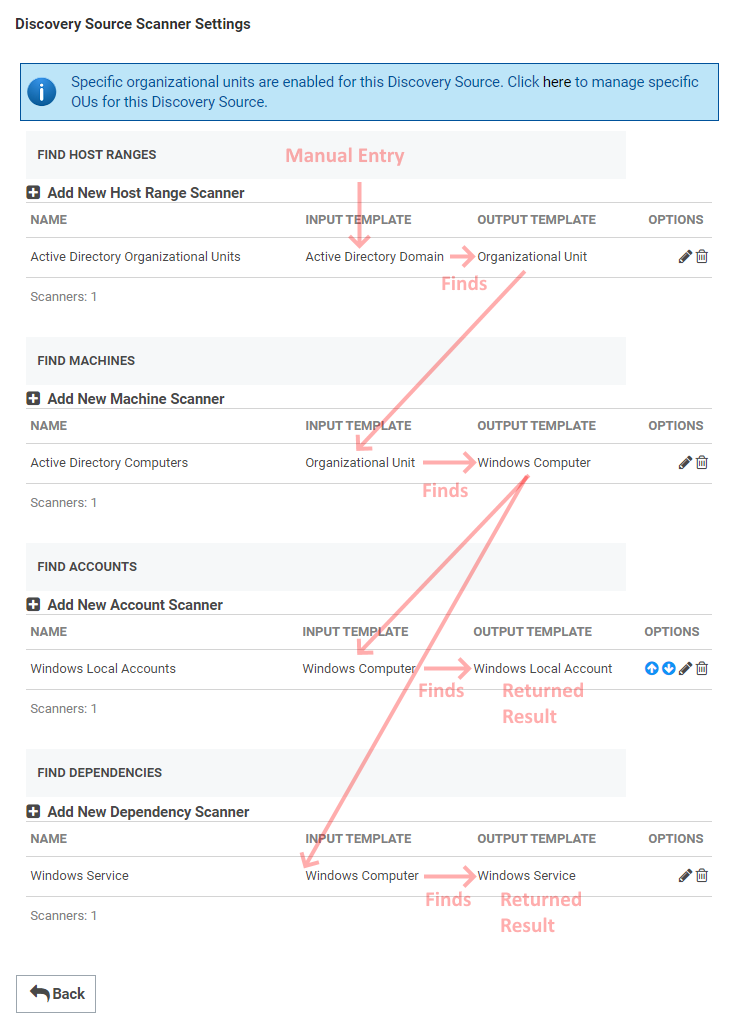 Discovery Source Scanner Settings
Specific organizational units are enabled for this Discovery Source. Click here to manage specific
OUs for this Discovery Source.
FIND HOST RANGES
Manual Entry
Add New Host Range Scanner
NAME INPUT TEMPLATE OUTPUT TEMPLATE OPTIONS
Active Directory Organizational Units Active Directory Domain Organizational Unit
Finds
Scanners: 1
FIND MACHINES
Add New Machine Scanner
NAME INPUT TEMPLATE OUTPUT TEMPLATE OPTIONS
Active Directory Computers Organizational Unit Windows Computer
Finds
Scanners: 1
FIND ACCOUNTS
Add New Account Scanner
NAME INPUT TEMPLATE OUTPUT TEMPLATE OPTIONS
Windows Local Accounts Windows Computer Windows Local Account
Finds Returned
Result
Scanners: 1
FIND DEPENDENCIES
Add New Dependency Scanner
NAME INPUT TEMPLATE OUTPUT TEMPLATE OPTIONS
Windows Service Windows Computer Windows Service
Finds Returned
Result
Scanners: 1
Back